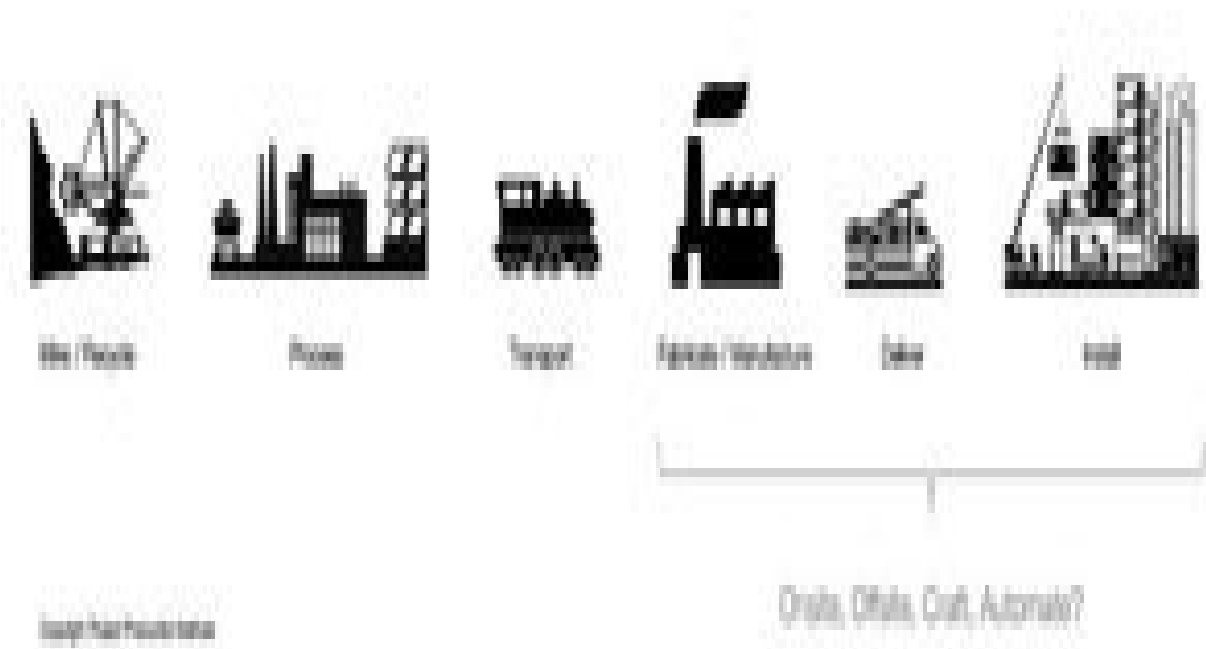 Mine / Recycle
Process
Transport
Fabricate / Manufacture
Deliver
Install
Onsite, Offsite, Craft, Automate?